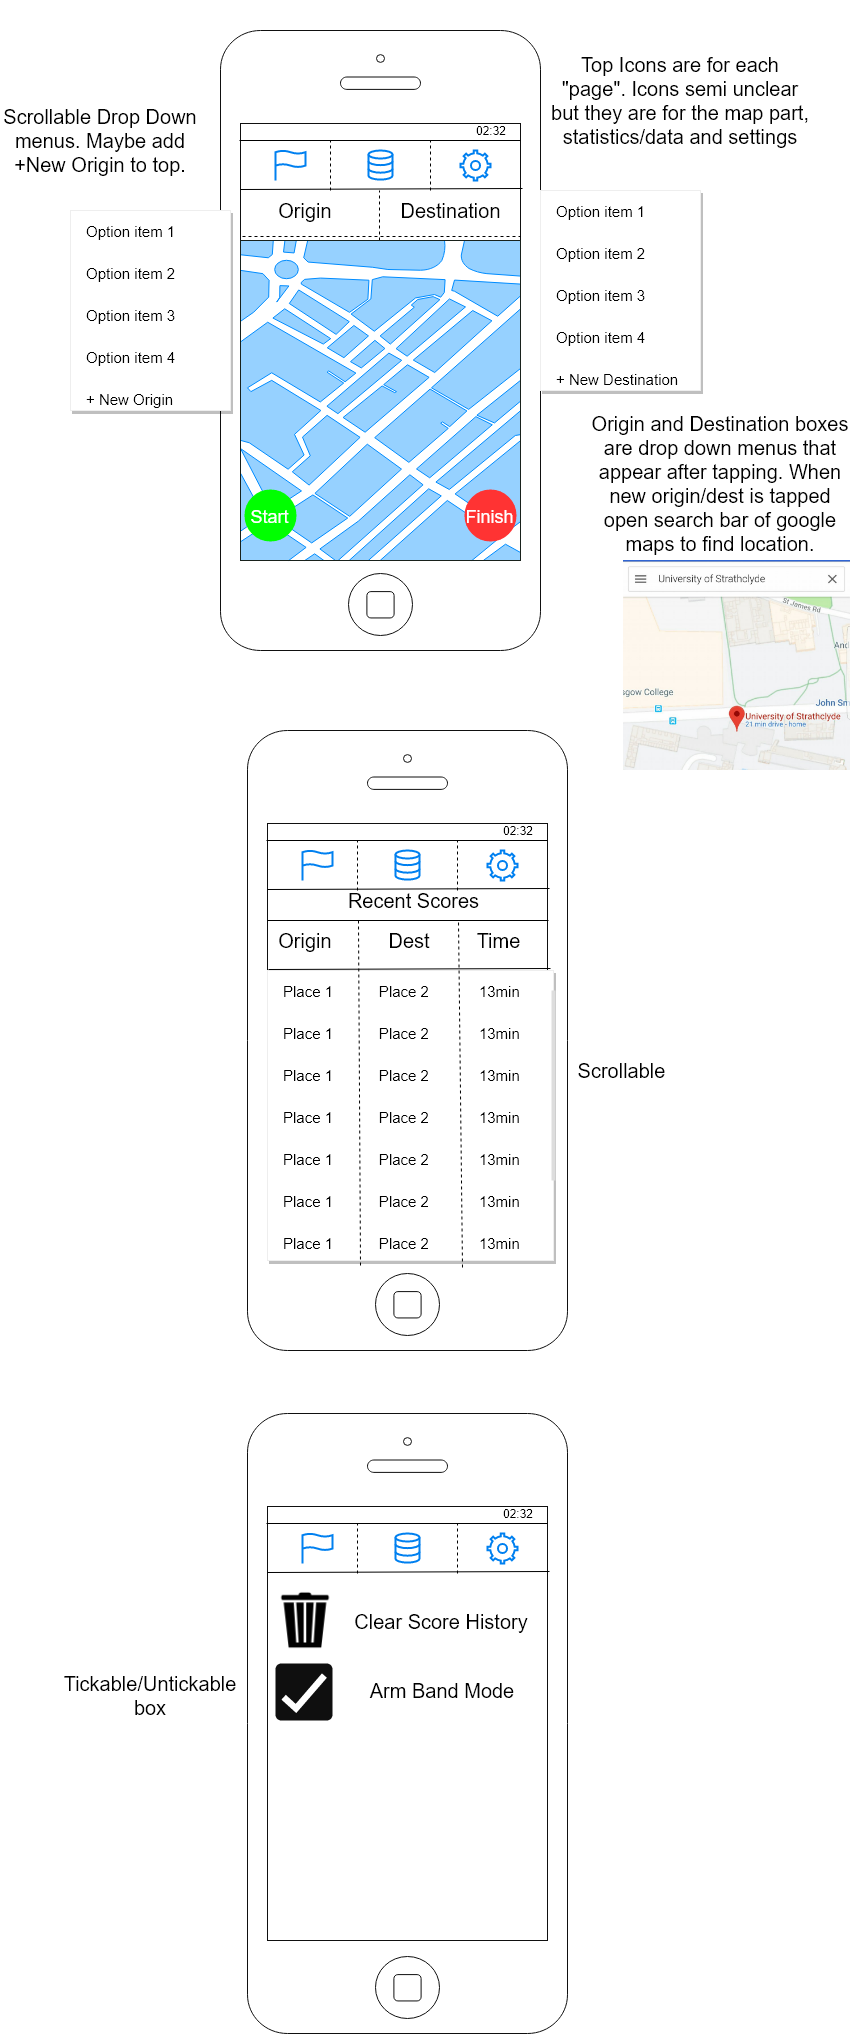 Top Icons are for each
"page". Icons semi unclear
but they are for the map part,
statistics/data and settings
Scrollable Drop Down
menus. Maybe add
+New Origin to top.
02:32
Origin
Destination
Option item 1
Option item 2
Option item 3
Option item 4
+ New Origin
Option item 1
Option item 2
Option item 3
Option item 4
+ New Destination
Start
Finish
Origin and Destination boxes
are drop down menus that
appear after tapping. When
new origin/dest is tapped
open search bar of google
maps to find location.
University of Strathclyde
St James Rd
And
sgow College
John Sm
University of Strathclyde
21 min drive - home
02:32
Recent Scores
Origin Dest Time
Place 1 Place 2 13min
Place 1 Place 2 13min
Place 1 Place 2 13min
Place 1 Place 2 13min
Place 1 Place 2 13min
Place 1 Place 2 13min
Place 1 Place 2 13min
Scrollable
02:32
Clear Score History
Arm Band Mode
Tickable/Untickable
box